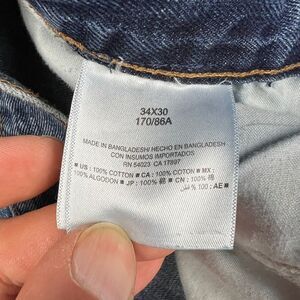 34X30
170/86A
MADE IN BANGLADESH/ HECHO EN BANGLADESH
CON INSUMOS IMPORTADOS
RN 54023 CA 17897
■ US : 100% COTTON ■ CA : 100% COTTON ■ MX :
100% ALGODON ■ JP : 100% 綿 ■ CN : 100% 棉
■ AE : 100 %